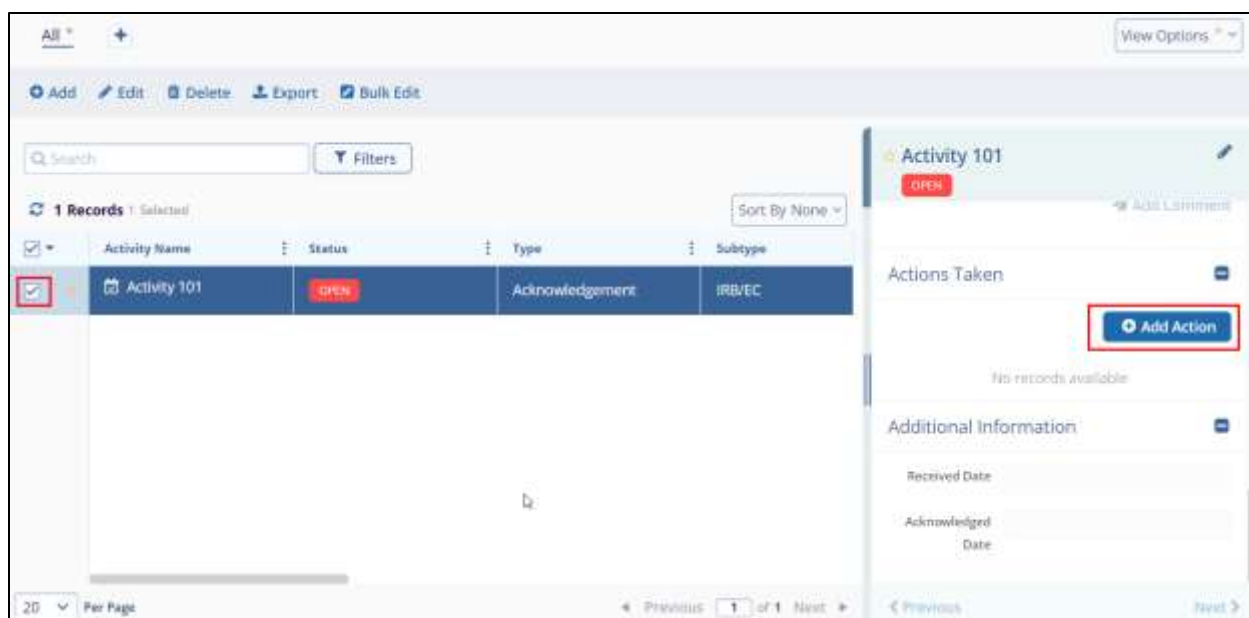 All
View Options
Add Edit Delete Export Bulk Edit
Search Filters
1 Records 1 Selected
Sort By None
Activity Name Status Type Subtype
Activity 101 OPEN Acknowledgement IRB/EC
20 Per Page
Previous 1 of 1 Next
Activity 101
OPEN
Add Comment
Actions Taken
Add Action
No records available
Additional Information
Received Date
Acknowledged
Date
Previous Next